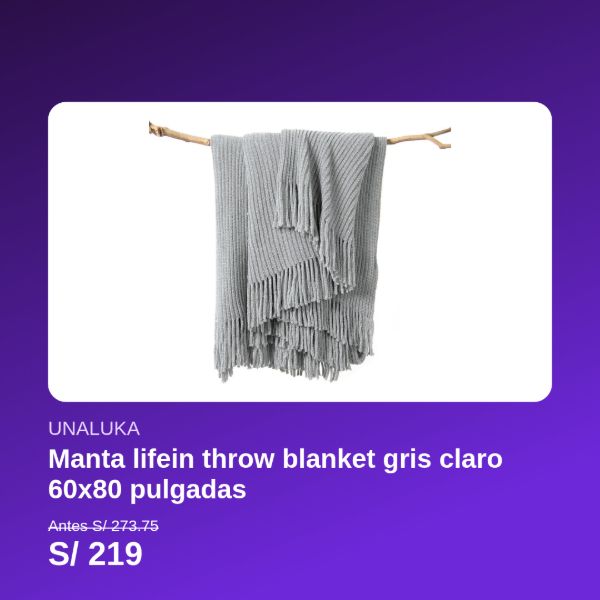 UNALUKA
Manta lifein throw blanket gris claro
60x80 pulgadas
Antes S/ 273.75
S/ 219